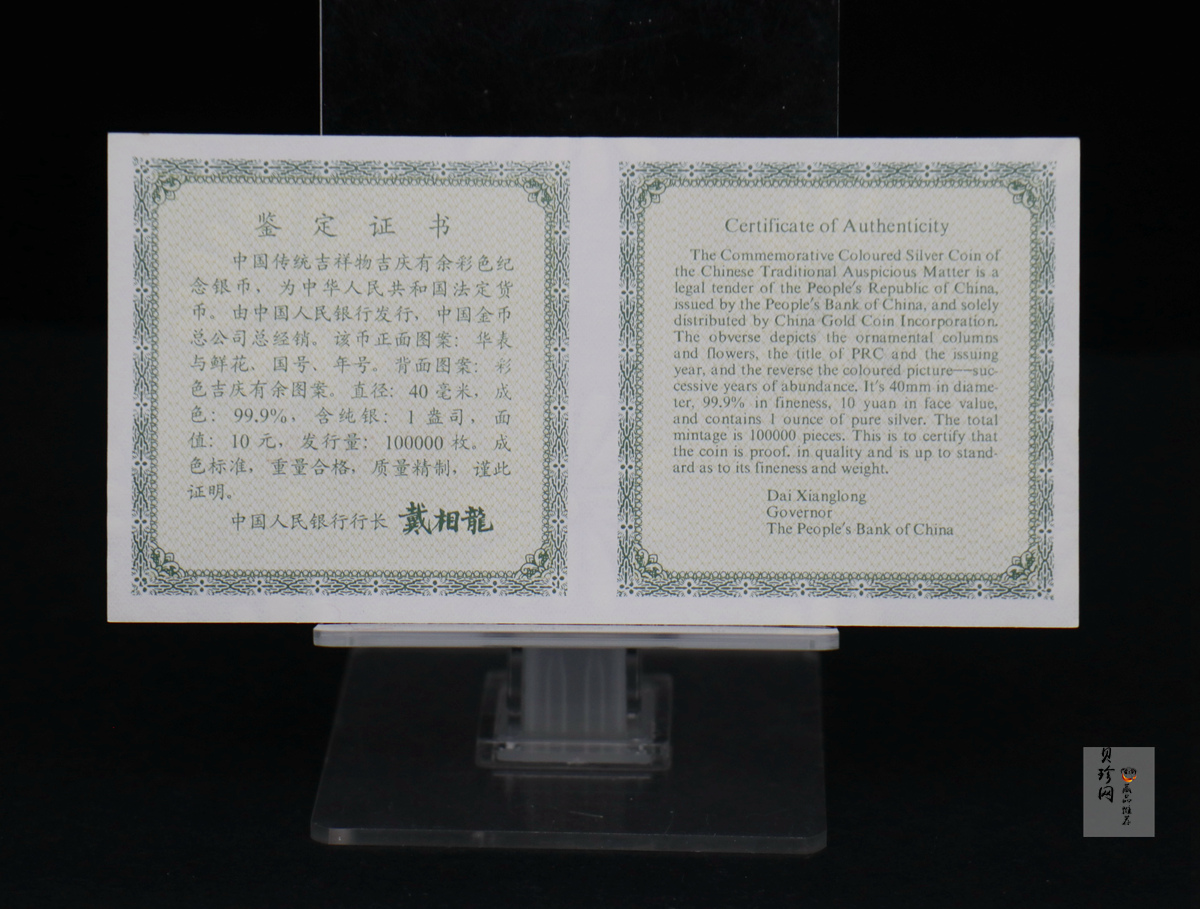 鉴定证书
中国传统吉祥物吉庆有余彩色纪
念银币，为中华人民共和国法定货
币。由中国人民银行发行，中国金币
总公司总经销。该币正面图案：华表
与鲜花、国号、年号。背面图案：彩
色吉庆有余图案。直径：40毫米，成
色：99.9%，含纯银：1盎司，面
值：10元，发行量：100000枚。成
色标准，重量合格，质量精制，谨此
证明。
中国人民银行行长 戴相龍
Certificate of Authenticity
The Commemorative Coloured Silver Coin of
the Chinese Traditional Auspicious Matter is a
legal tender of the People's Republic of China,
issued by the People's Bank of China, and solely
distributed by China Gold Coin Incorporation.
The obverse depicts the ornamental columns
and flowers, the title of PRC and the issuing
year, and the reverse the coloured picture—suc-
cessive years of abundance. It's 40mm in diame-
ter, 99.9% in fineness, 10 yuan in face value,
and contains 1 ounce of pure silver. The total
mintage is 100000 pieces. This is to certify that
the coin is proof. in quality and is up to stand-
ard as to its fineness and weight.
Dai Xianglong
Governor
The People's Bank of China
贝珍网
藏品推荐